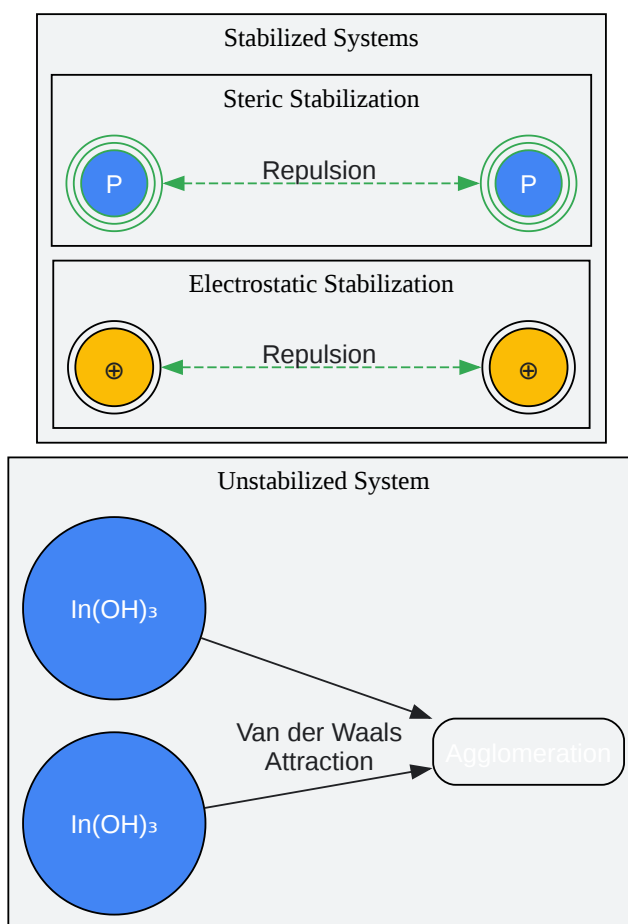 Stabilized Systems
Steric Stabilization
P
Repulsion
P
Electrostatic Stabilization
⊕
Repulsion
⊕
Unstabilized System
In(OH)₃
Van der Waals
Attraction
Agglomeration
In(OH)₃